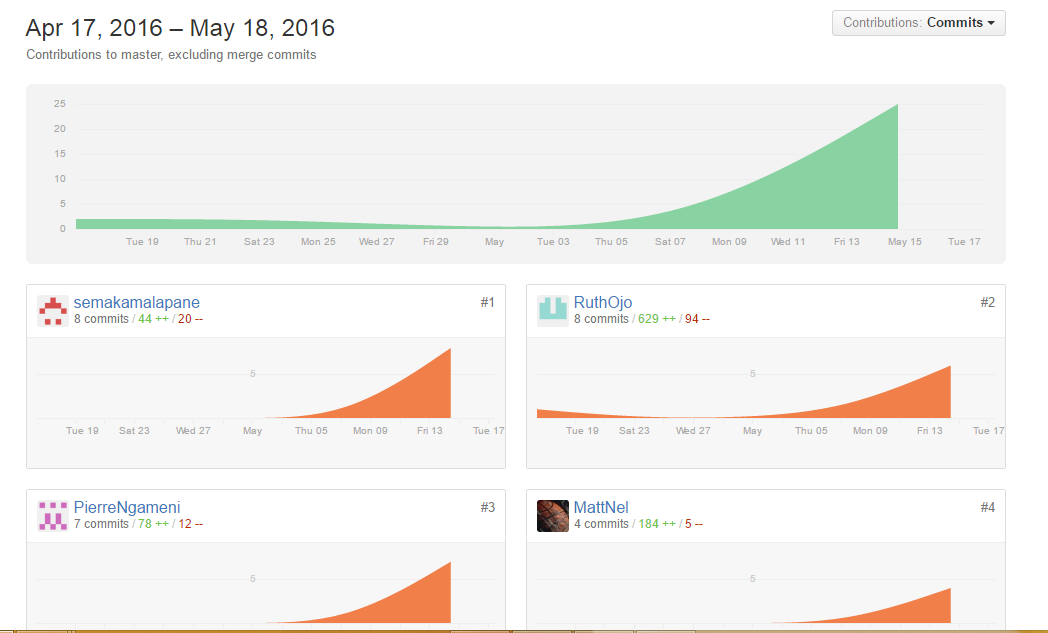 Apr 17, 2016 – May 18, 2016
Contributions: Commits
Contributions to master, excluding merge commits
25
20
15
10
5
0
Tue 19 Thu 21 Sat 23 Mon 25 Wed 27 Fri 29 May Tue 03 Thu 05 Sat 07 Mon 09 Wed 11 Fri 13 May 15 Tue 17
semakamalapane #1
8 commits / 44 ++ / 20 --
5
Tue 19 Sat 23 Wed 27 May Thu 05 Mon 09 Fri 13 Tue 17
RuthOjo #2
8 commits / 629 ++ / 94 --
5
Tue 19 Sat 23 Wed 27 May Thu 05 Mon 09 Fri 13 Tue 17
PierreNgameni #3
7 commits / 78 ++ / 12 --
5
MattNel #4
4 commits / 184 ++ / 5 --
5